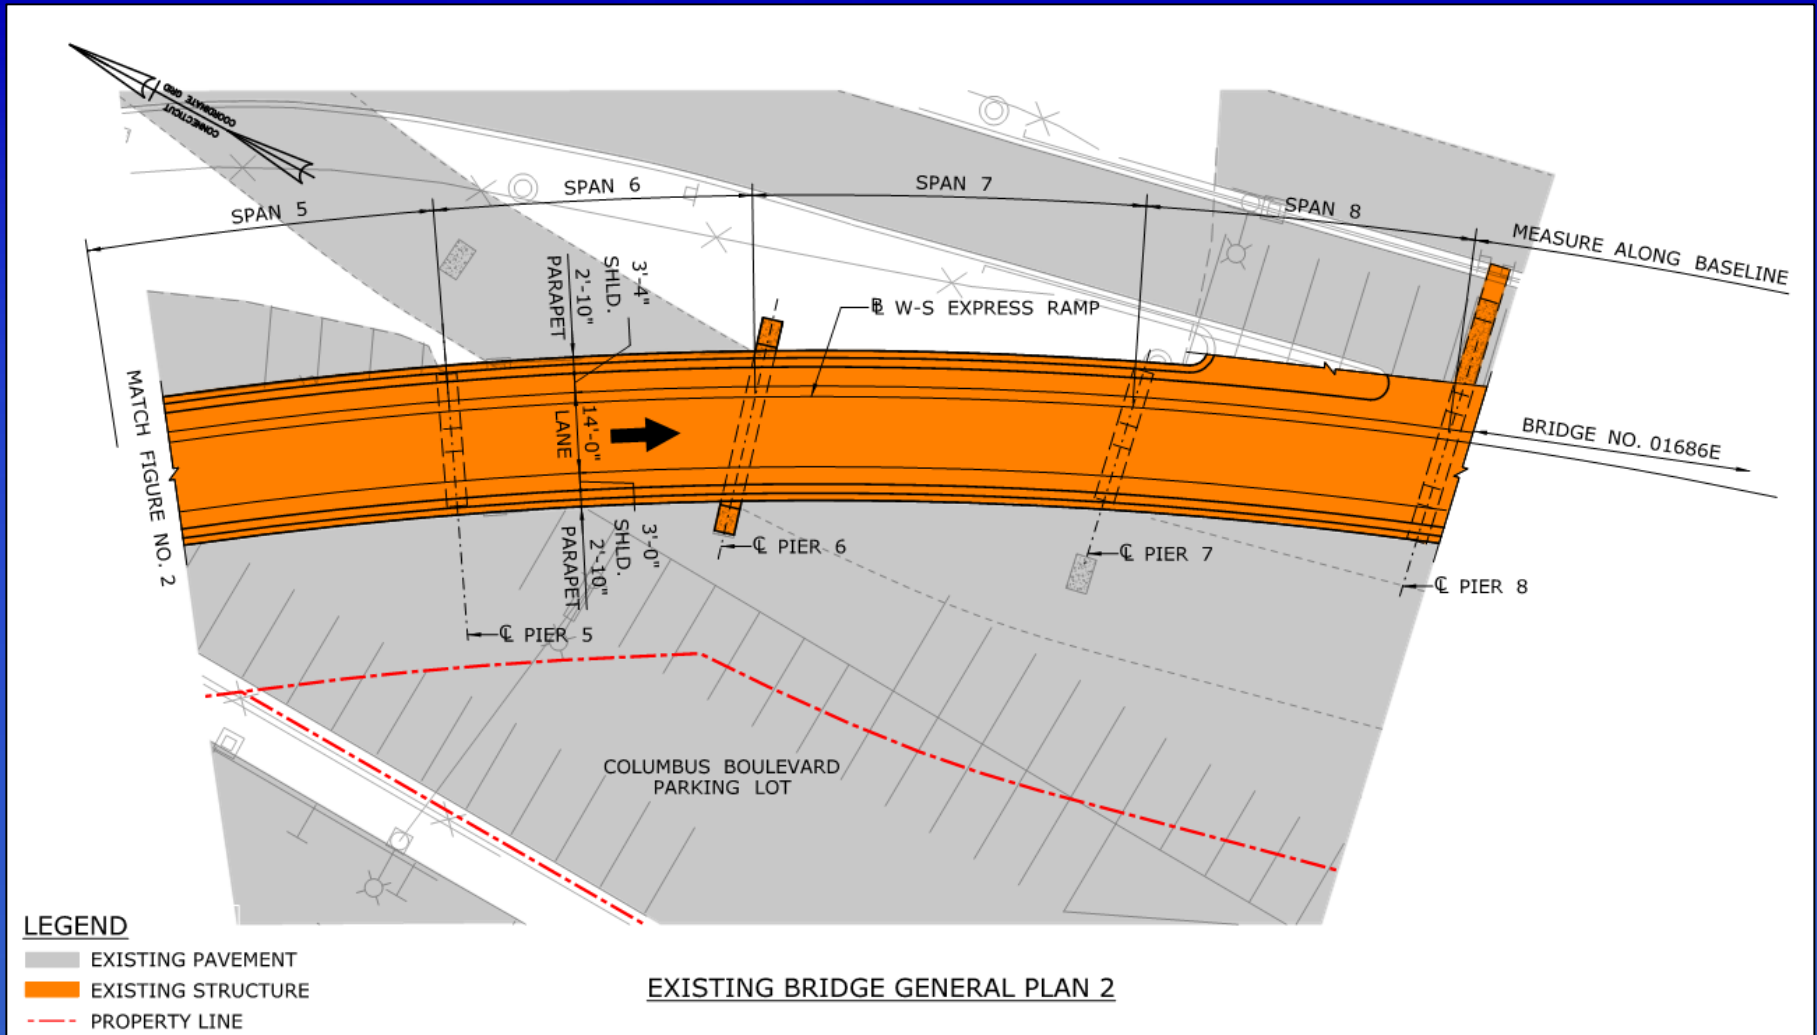 CONNECTICUT
COORDINATE GRID
SPAN 5
SPAN 6
SPAN 7
SPAN 8
MEASURE ALONG BASELINE
3'-4"
SHLD.
2'-10"
PARAPET
℄ W-S EXPRESS RAMP
MATCH FIGURE NO. 2
14'-0"
LANE
BRIDGE NO. 01686E
3'-0"
SHLD.
2'-10"
PARAPET
℄ PIER 5
℄ PIER 6
℄ PIER 7
℄ PIER 8
COLUMBUS BOULEVARD
PARKING LOT
LEGEND
EXISTING PAVEMENT
EXISTING STRUCTURE
PROPERTY LINE
EXISTING BRIDGE GENERAL PLAN 2